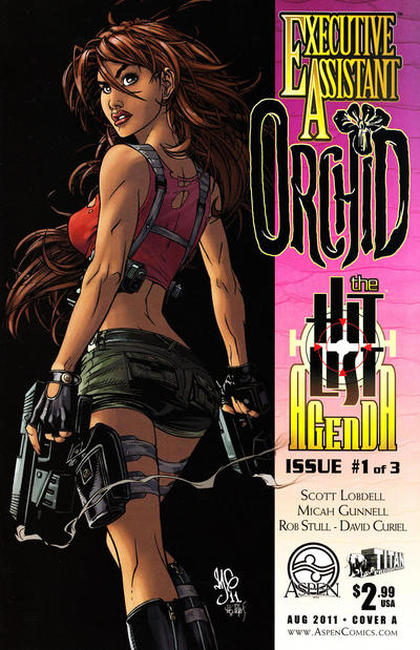 EXECUTIVE
ASSISTANT
ORCHID
the
HIT
LIST
AGENDA
ISSUE #1 of 3
SCOTT LOBDELL
MICAH GUNNELL
ROB STULL - DAVID CURIEL
ASPEN
TITAN
$2.99
USA
AUG 2011 • COVER A
WWW.ASPENCOMICS.COM
11